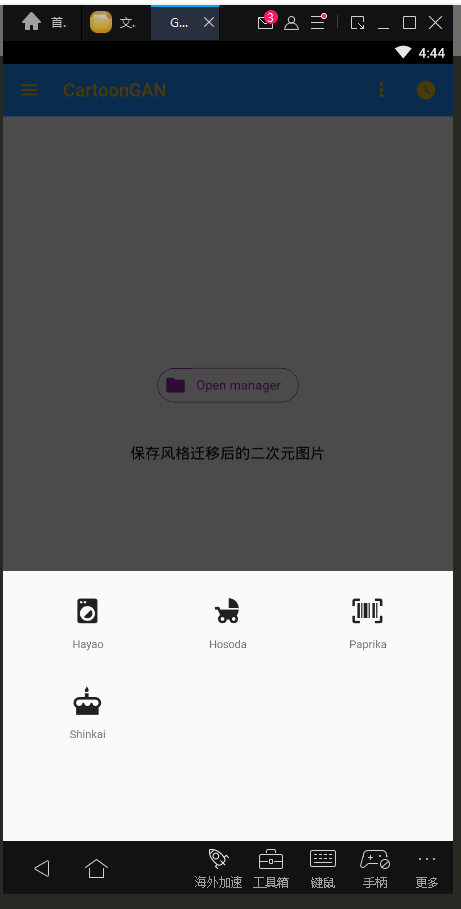 首..
文..
G...
3
4:44
CartoonGAN
Open manager
保存风格迁移后的二次元图片
Hayao
Hosoda
Paprika
Shinkai
海外加速
工具箱
键鼠
手柄
更多